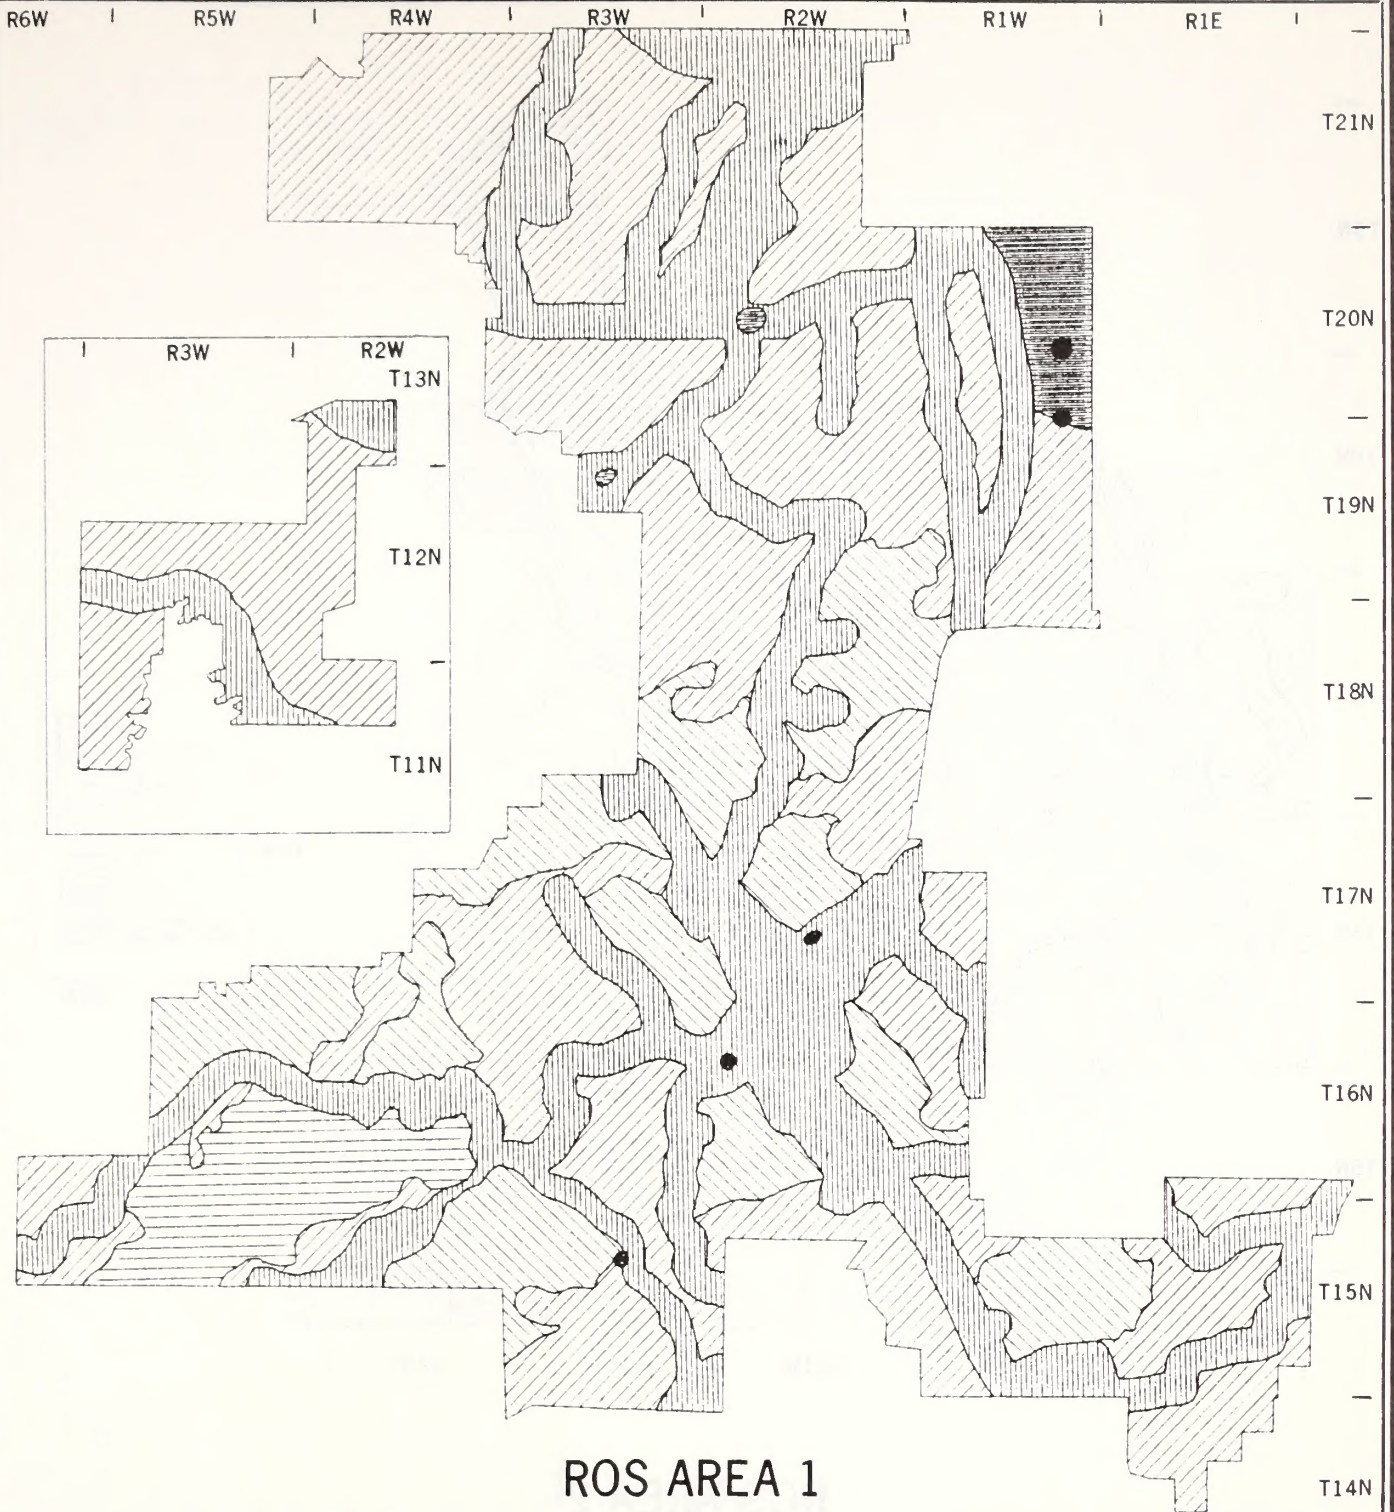 R6W R5W R4W R3W R2W R1W R1E
T21N
T20N
R3W R2W
T13N
T19N
T12N
T18N
T11N
T17N
T16N
T15N
ROS AREA 1
T14N